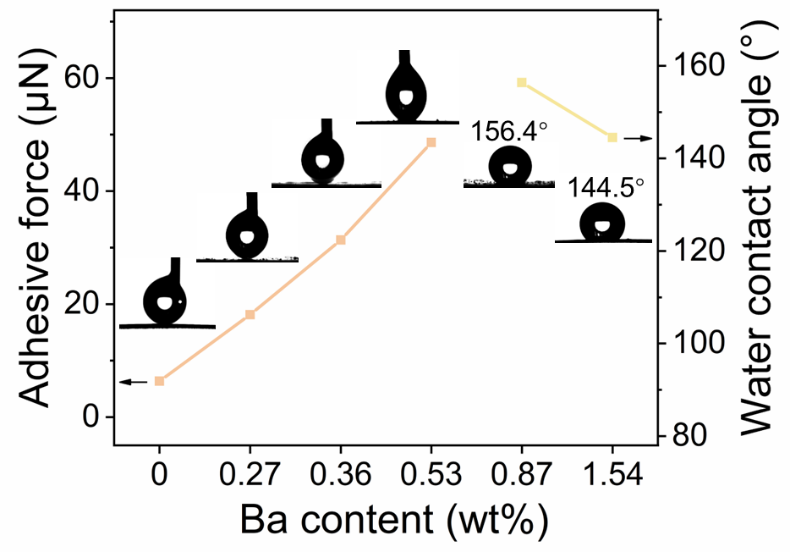 Adhesive force (μN)
60
40
20
0
156.4°
144.5°
160
140
120
100
80
Water contact angle (°)
0 0.27 0.36 0.53 0.87 1.54
Ba content (wt%)